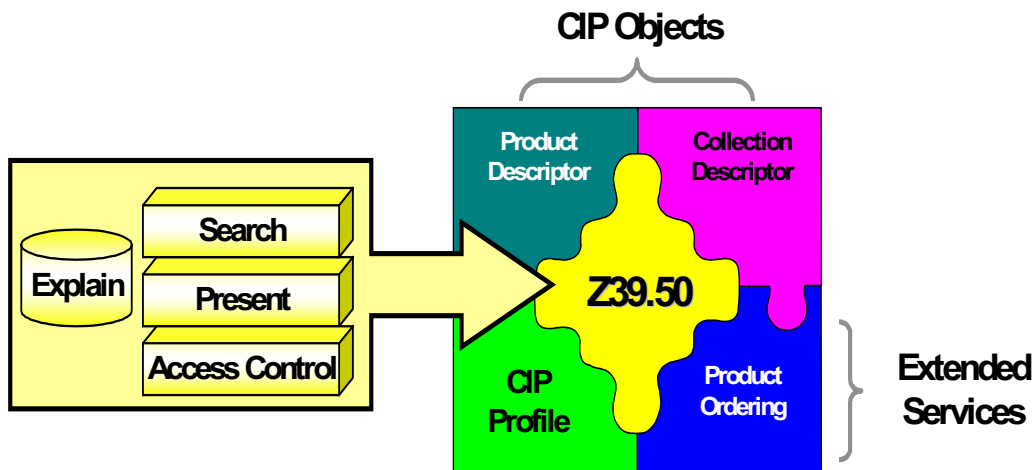 CIP Objects
Product
Descriptor
Collection
Descriptor
Search
Explain
Present
Access Control
Z39.50
CIP
Profile
Product
Ordering
Extended
Services